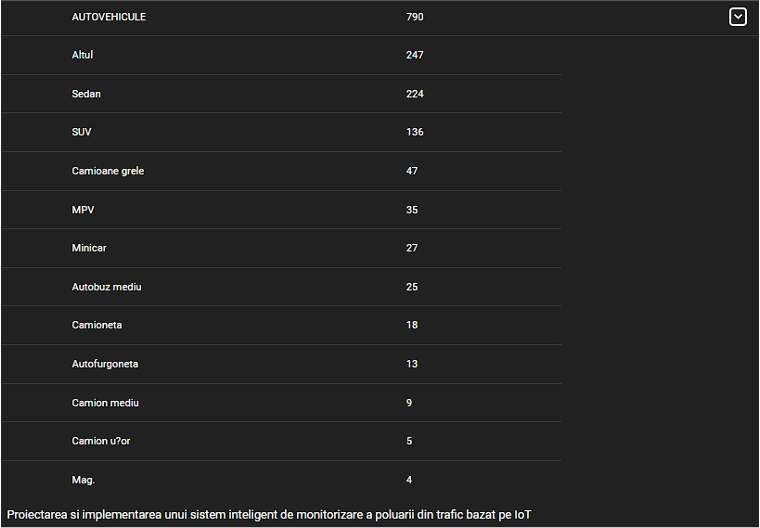 AUTOVEHICULE 790
Altul 247
Sedan 224
SUV 136
Camioane grele 47
MPV 35
Minicar 27
Autobuz mediu 25
Camioneta 18
Autofurgoneta 13
Camion mediu 9
Camion u?or 5
Mag. 4
Proiectarea si implementarea unui sistem inteligent de monitorizare a poluarii din trafic bazat pe IoT